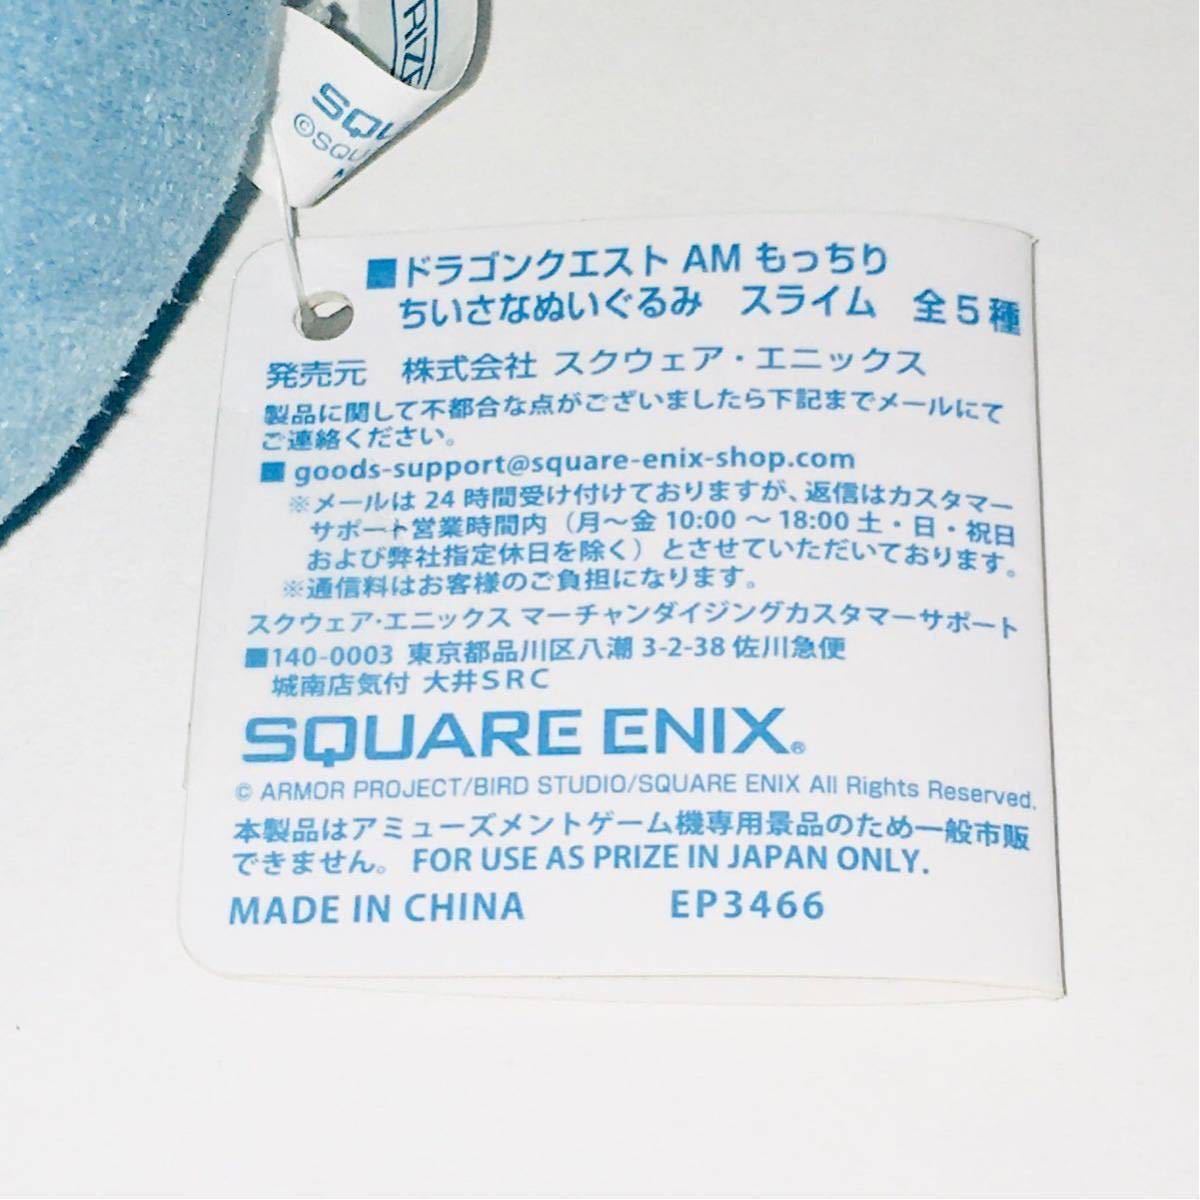 RIZE
SQU
©SQU
■ドラゴンクエスト AM もっちり
ちいさなぬいぐるみ　スライム　全5種
発売元　株式会社 スクウェア・エニックス
製品に関して不都合な点がございましたら下記までメールにて
ご連絡ください。
■ goods-support@square-enix-shop.com
※メールは 24 時間受け付けておりますが、返信はカスタマー
サポート営業時間内（月～金 10:00 ～ 18:00 土・日・祝日
および弊社指定休日を除く）とさせていただいております。
※通信料はお客様のご負担になります。
スクウェア・エニックス マーチャンダイジングカスタマーサポート
■140-0003 東京都品川区八潮 3-2-38 佐川急便
城南店気付 大井SRC
SQUARE ENIX®
© ARMOR PROJECT/BIRD STUDIO/SQUARE ENIX All Rights Reserved.
本製品はアミューズメントゲーム機専用景品のため一般市販
できません。 FOR USE AS PRIZE IN JAPAN ONLY.
MADE IN CHINA EP3466